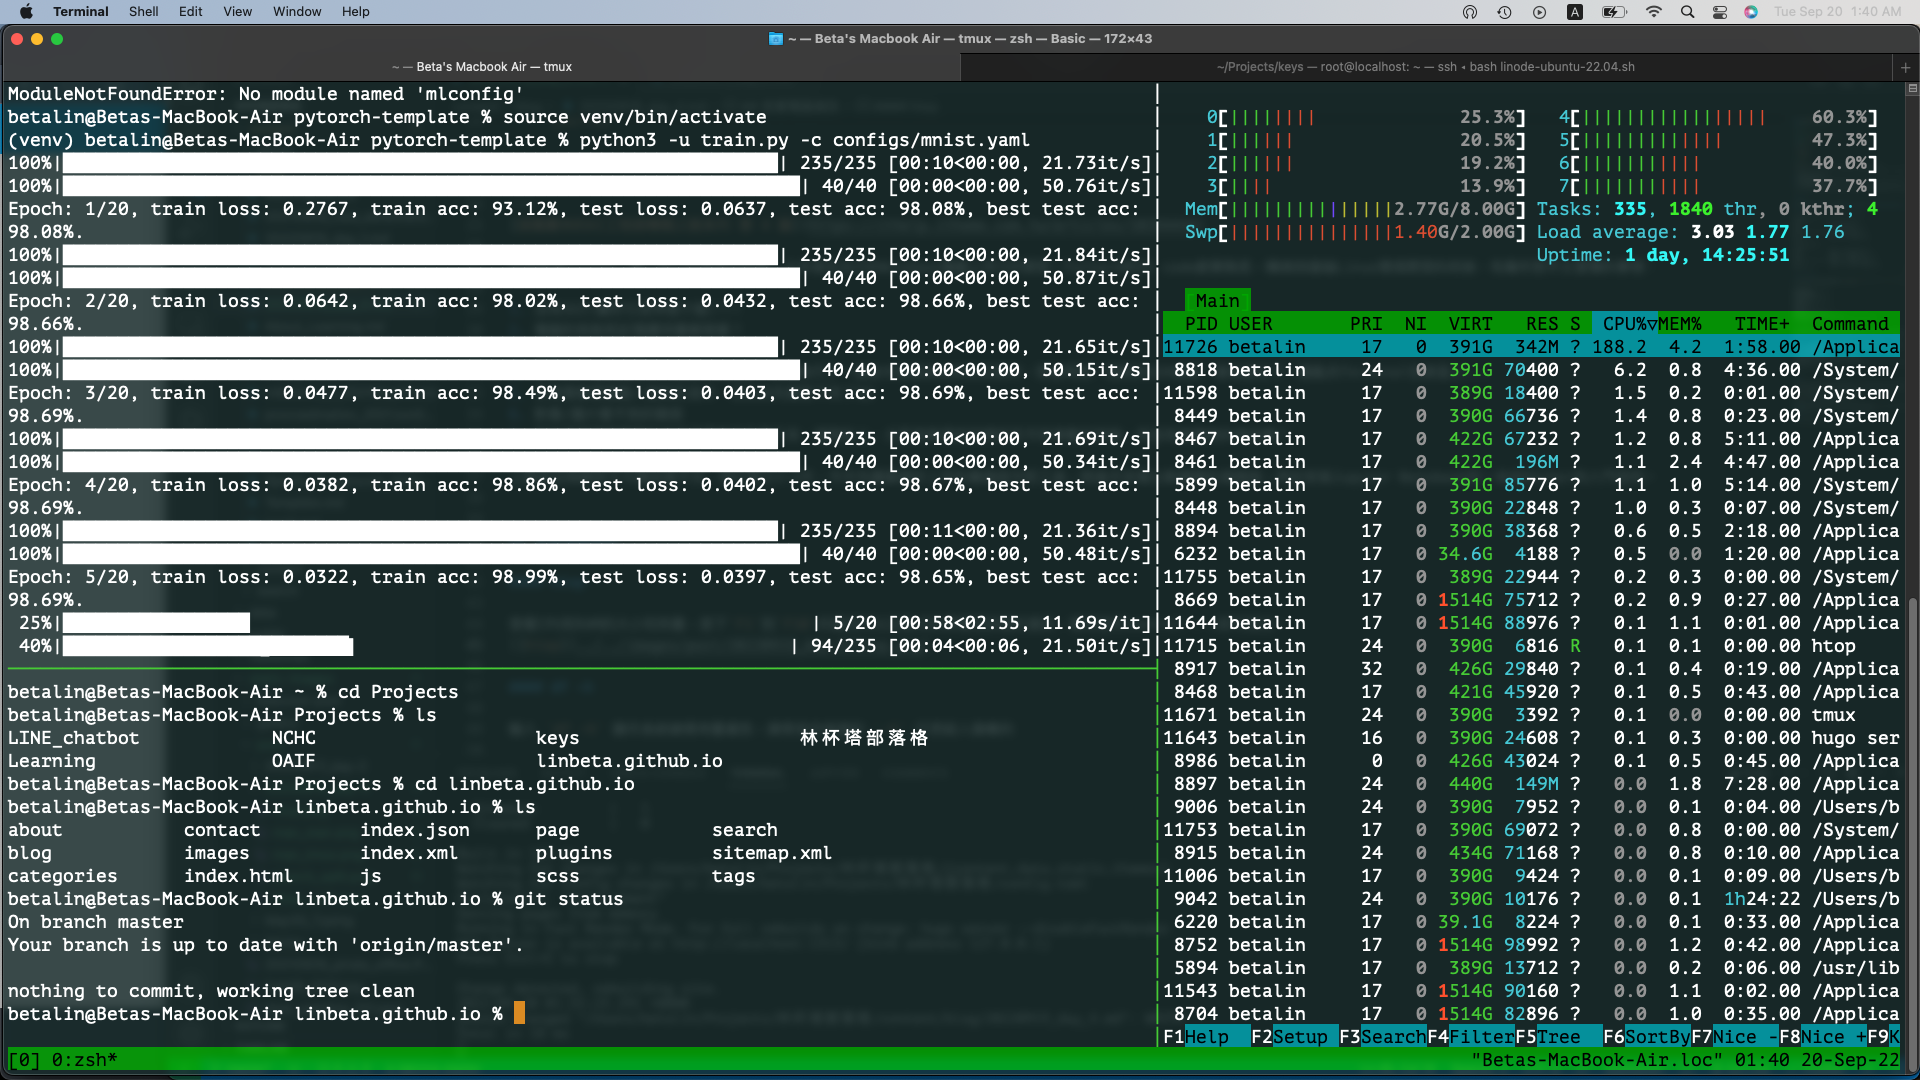 Terminal Shell Edit View Window Help A Tue Sep 20 1:40 AM
~ — Beta's Macbook Air — tmux — zsh — Basic — 172×43
~ — Beta's Macbook Air — tmux
~/Projects/keys — root@localhost: ~ — ssh ◂ bash linode-ubuntu-22.04.sh
ModuleNotFoundError: No module named 'mlconfig'
betalin@Betas-MacBook-Air pytorch-template % source venv/bin/activate
(venv) betalin@Betas-MacBook-Air pytorch-template % python3 -u train.py -c configs/mnist.yaml
100%| | 235/235 [00:10<00:00, 21.73it/s]
100%| | 40/40 [00:00<00:00, 50.76it/s]
Epoch: 1/20, train loss: 0.2767, train acc: 93.12%, test loss: 0.0637, test acc: 98.08%, best test acc:
98.08%.
100%| | 235/235 [00:10<00:00, 21.84it/s]
100%| | 40/40 [00:00<00:00, 50.87it/s]
Epoch: 2/20, train loss: 0.0642, train acc: 98.02%, test loss: 0.0432, test acc: 98.66%, best test acc:
98.66%.
100%| | 235/235 [00:10<00:00, 21.65it/s]
100%| | 40/40 [00:00<00:00, 50.15it/s]
Epoch: 3/20, train loss: 0.0477, train acc: 98.49%, test loss: 0.0403, test acc: 98.69%, best test acc:
98.69%.
100%| | 235/235 [00:10<00:00, 21.69it/s]
100%| | 40/40 [00:00<00:00, 50.34it/s]
Epoch: 4/20, train loss: 0.0382, train acc: 98.86%, test loss: 0.0402, test acc: 98.67%, best test acc:
98.69%.
100%| | 235/235 [00:11<00:00, 21.36it/s]
100%| | 40/40 [00:00<00:00, 50.48it/s]
Epoch: 5/20, train loss: 0.0322, train acc: 98.99%, test loss: 0.0397, test acc: 98.65%, best test acc:
98.69%.
25%| | 5/20 [00:58<02:55, 11.69s/it]
40%| | 94/235 [00:04<00:06, 21.50it/s]
betalin@Betas-MacBook-Air ~ % cd Projects
betalin@Betas-MacBook-Air Projects % ls
LINE_chatbot NCHC keys 林杯塔部落格
Learning OAIF linbeta.github.io
betalin@Betas-MacBook-Air Projects % cd linbeta.github.io
betalin@Betas-MacBook-Air linbeta.github.io % ls
about contact index.json page search
blog images index.xml plugins sitemap.xml
categories index.html js scss tags
betalin@Betas-MacBook-Air linbeta.github.io % git status
On branch master
Your branch is up to date with 'origin/master'.
nothing to commit, working tree clean
betalin@Betas-MacBook-Air linbeta.github.io %
0[|||||||| 25.3%] 4[||||||||||||||||| 60.3%]
1[|||||| 20.5%] 5[||||||||||||| 47.3%]
2[|||||| 19.2%] 6[||||||||||| 40.0%]
3[|||| 13.9%] 7[||||||||||| 37.7%]
Mem[|||||||||||||||2.77G/8.00G] Tasks: 335, 1840 thr, 0 kthr; 4
Swp[|||||||||||||||1.40G/2.00G] Load average: 3.03 1.77 1.76
Uptime: 1 day, 14:25:51
Main
PID USER PRI NI VIRT RES S CPU%▽MEM% TIME+ Command
11726 betalin 17 0 391G 342M ? 188.2 4.2 1:58.00 /Applica
8818 betalin 24 0 391G 70400 ? 6.2 0.8 4:36.00 /System/
11598 betalin 17 0 389G 18400 ? 1.5 0.2 0:01.00 /System/
8449 betalin 17 0 390G 66736 ? 1.4 0.8 0:23.00 /System/
8467 betalin 17 0 422G 67232 ? 1.2 0.8 5:11.00 /Applica
8461 betalin 17 0 422G 196M ? 1.1 2.4 4:47.00 /Applica
5899 betalin 17 0 391G 85776 ? 1.1 1.0 5:14.00 /System/
8448 betalin 17 0 390G 22848 ? 1.0 0.3 0:07.00 /System/
8894 betalin 17 0 390G 38368 ? 0.6 0.5 2:18.00 /Applica
6232 betalin 17 0 34.6G 4188 ? 0.5 0.0 1:20.00 /Applica
11755 betalin 17 0 389G 22944 ? 0.2 0.3 0:00.00 /System/
8669 betalin 17 0 1514G 75712 ? 0.2 0.9 0:27.00 /Applica
11644 betalin 17 0 1514G 88976 ? 0.1 1.1 0:01.00 /Applica
11715 betalin 24 0 390G 6816 R 0.1 0.1 0:00.00 htop
8917 betalin 32 0 426G 29840 ? 0.1 0.4 0:19.00 /Applica
8468 betalin 17 0 421G 45920 ? 0.1 0.5 0:43.00 /Applica
11671 betalin 24 0 390G 3392 ? 0.1 0.0 0:00.00 tmux
11643 betalin 16 0 390G 24608 ? 0.1 0.3 0:00.00 hugo ser
8986 betalin 0 0 426G 43024 ? 0.1 0.5 0:45.00 /Applica
8897 betalin 24 0 440G 149M ? 0.0 1.8 7:28.00 /Applica
9006 betalin 24 0 390G 7952 ? 0.0 0.1 0:04.00 /Users/b
11753 betalin 17 0 390G 69072 ? 0.0 0.8 0:00.00 /System/
8915 betalin 24 0 434G 71168 ? 0.0 0.8 0:10.00 /Applica
11006 betalin 17 0 390G 9424 ? 0.0 0.1 0:09.00 /Users/b
9042 betalin 24 0 390G 10176 ? 0.0 0.1 1h24:22 /Users/b
6220 betalin 17 0 39.1G 8224 ? 0.0 0.1 0:33.00 /Applica
8752 betalin 17 0 1514G 98992 ? 0.0 1.2 0:42.00 /Applica
5894 betalin 17 0 389G 13712 ? 0.0 0.2 0:06.00 /usr/lib
11543 betalin 17 0 1514G 90160 ? 0.0 1.1 0:02.00 /Applica
8704 betalin 17 0 1514G 82896 ? 0.0 1.0 0:35.00 /Applica
F1Help F2Setup F3SearchF4FilterF5Tree F6SortByF7Nice -F8Nice +F9K
[0] 0:zsh* "Betas-MacBook-Air.loc" 01:40 20-Sep-22